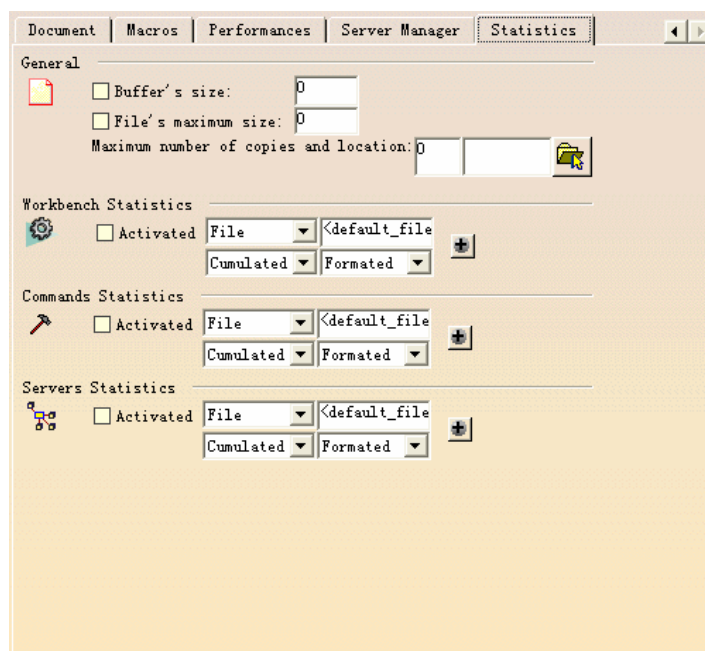 Document Macros Performances Server Manager Statistics
General
Buffer's size: 0
File's maximum size: 0
Maximum number of copies and location: 0
Workbench Statistics
Activated File <default_file
Cumulated Formated
Commands Statistics
Activated File <default_file
Cumulated Formated
Servers Statistics
Activated File <default_file
Cumulated Formated